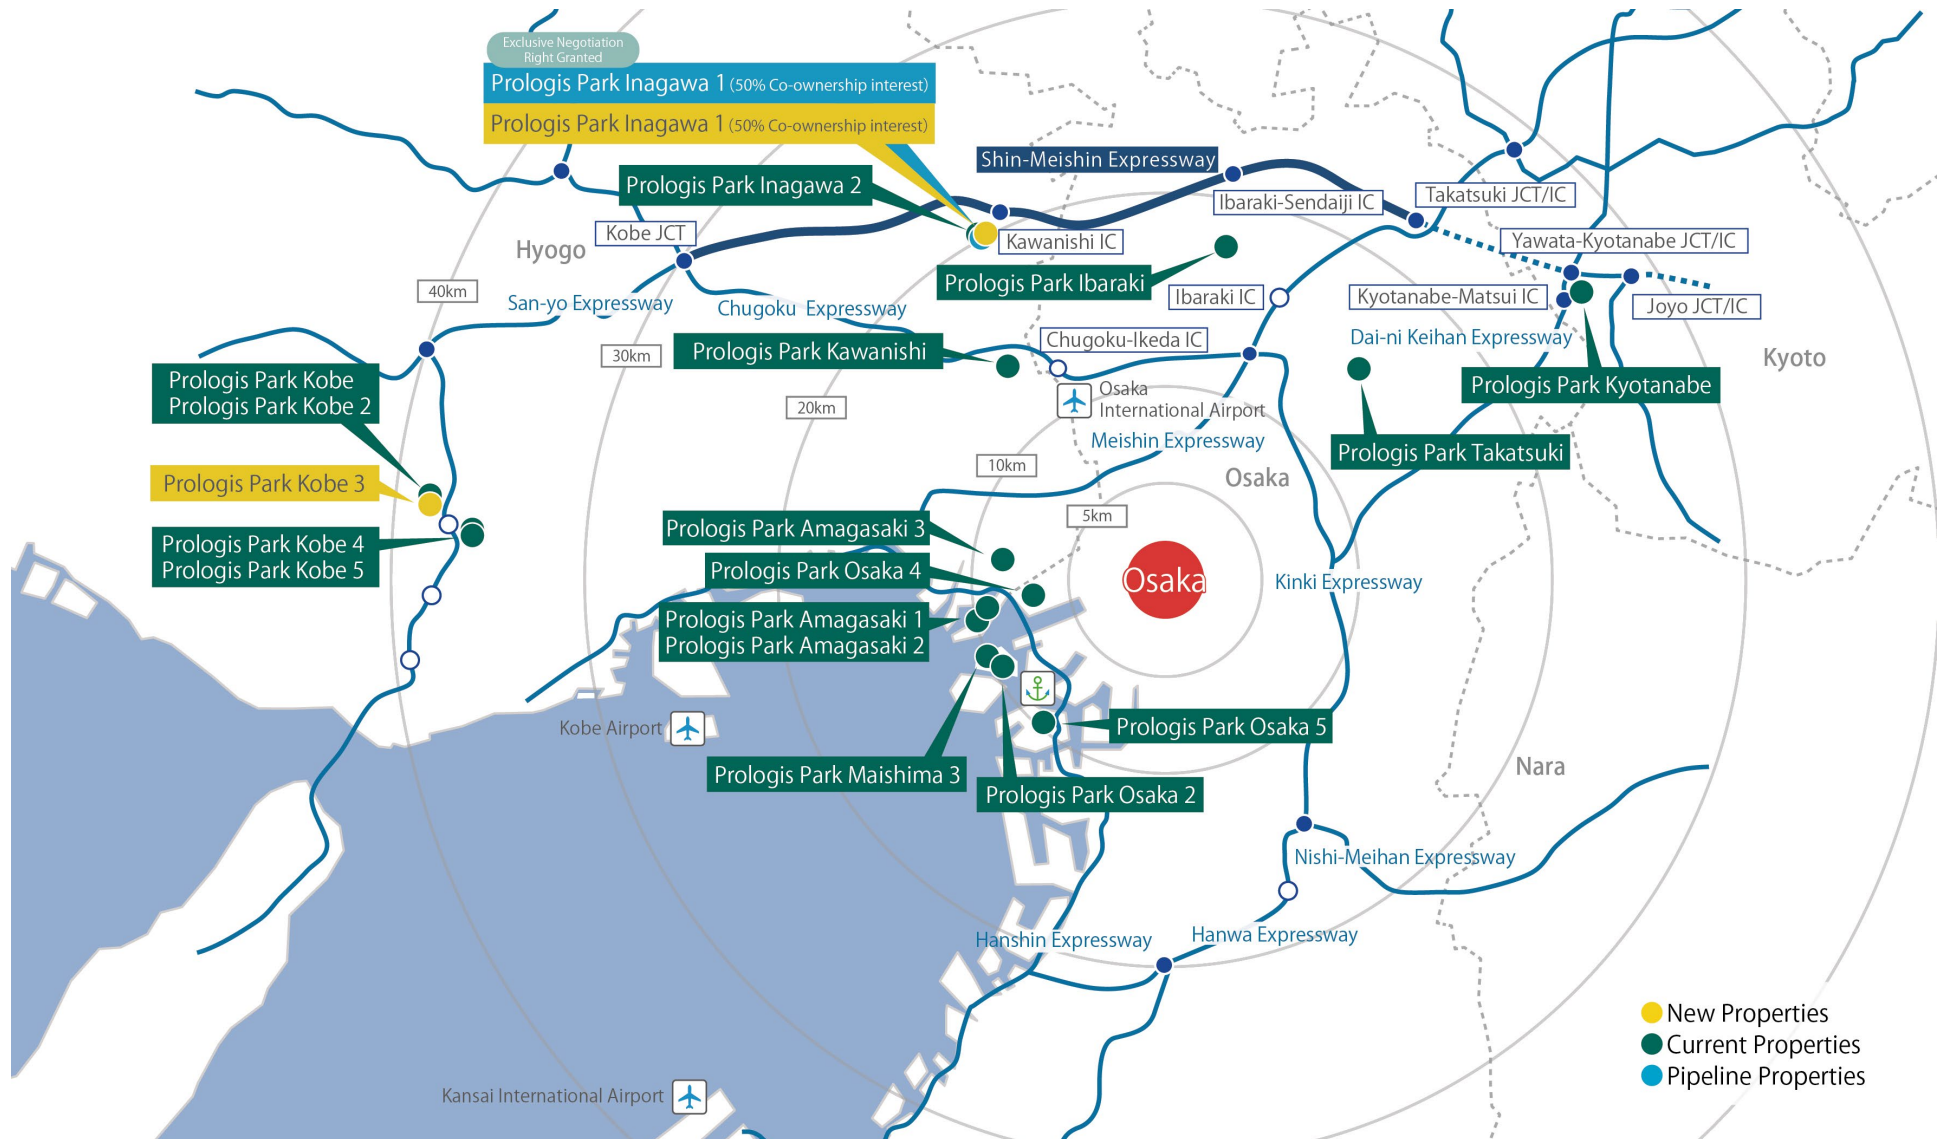 Exclusive Negotiation
Right Granted
Prologis Park Inagawa 1 (50% Co-ownership interest)
Prologis Park Inagawa 1 (50% Co-ownership interest)
Shin-Meishin Expressway
Prologis Park Inagawa 2
Ibaraki-Sendaiji IC
Takatsuki JCT/IC
Kobe JCT
Hyogo
Kawanishi IC
Yawata-Kyotanabe JCT/IC
Prologis Park Ibaraki
40km
San-yo Expressway
Chugoku Expressway
Ibaraki IC
Kyotanabe-Matsui IC
Joyo JCT/IC
Dai-ni Keihan Expressway
Chugoku-Ikeda IC
30km
Prologis Park Kawanishi
Kyoto
Prologis Park Kobe
Prologis Park Kobe 2
20km
Osaka
International Airport
Prologis Park Kyotanabe
Meishin Expressway
Prologis Park Takatsuki
10km
Osaka
Prologis Park Kobe 3
5km
Prologis Park Amagasaki 3
Prologis Park Kobe 4
Prologis Park Kobe 5
Prologis Park Osaka 4
Osaka
Kinki Expressway
Prologis Park Amagasaki 1
Prologis Park Amagasaki 2
Kobe Airport
Prologis Park Osaka 5
Prologis Park Maishima 3
Prologis Park Osaka 2
Nara
Nishi-Meihan Expressway
Hanshin Expressway
Hanwa Expressway
New Properties
Current Properties
Pipeline Properties
Kansai International Airport